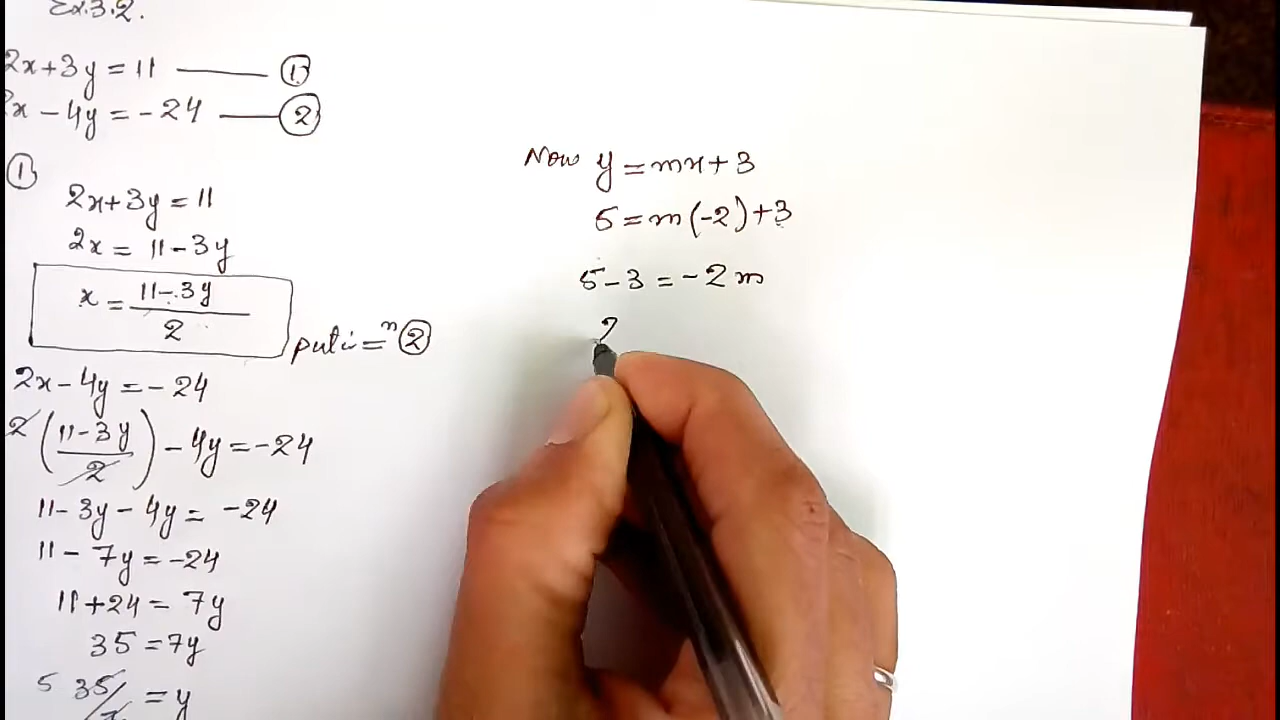 Ex.3.2.
2x+3y = 11 ——— ①
2x - 4y = -24 ——— ②
①
2x+3y = 11
2x = 11-3y
x = (11-3y)/2
put in ②
2x-4y = -24
2((11-3y)/2) - 4y = -24
11-3y-4y = -24
11-7y = -24
11+24 = 7y
35 = 7y
5 35/7 = y
Now y = mx+3
5 = m(-2)+3
5-3 = -2m
2